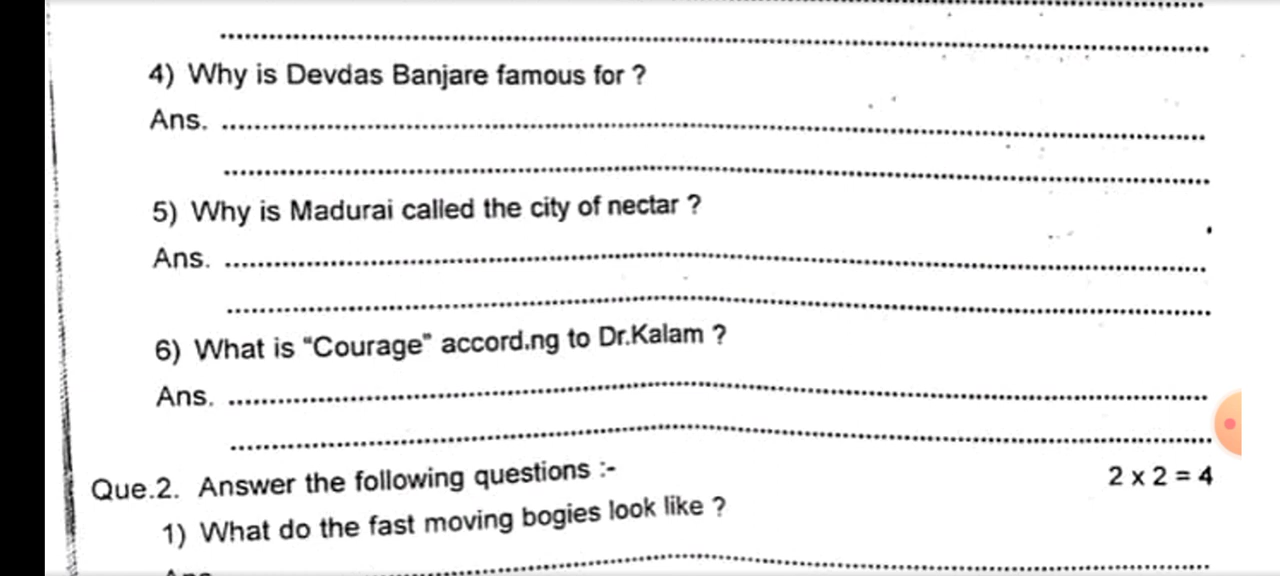 4) Why is Devdas Banjare famous for ?
Ans.
5) Why is Madurai called the city of nectar ?
Ans.
6) What is "Courage" accord.ng to Dr.Kalam ?
Ans.
Que.2. Answer the following questions :- 2 x 2 = 4
1) What do the fast moving bogies look like ?